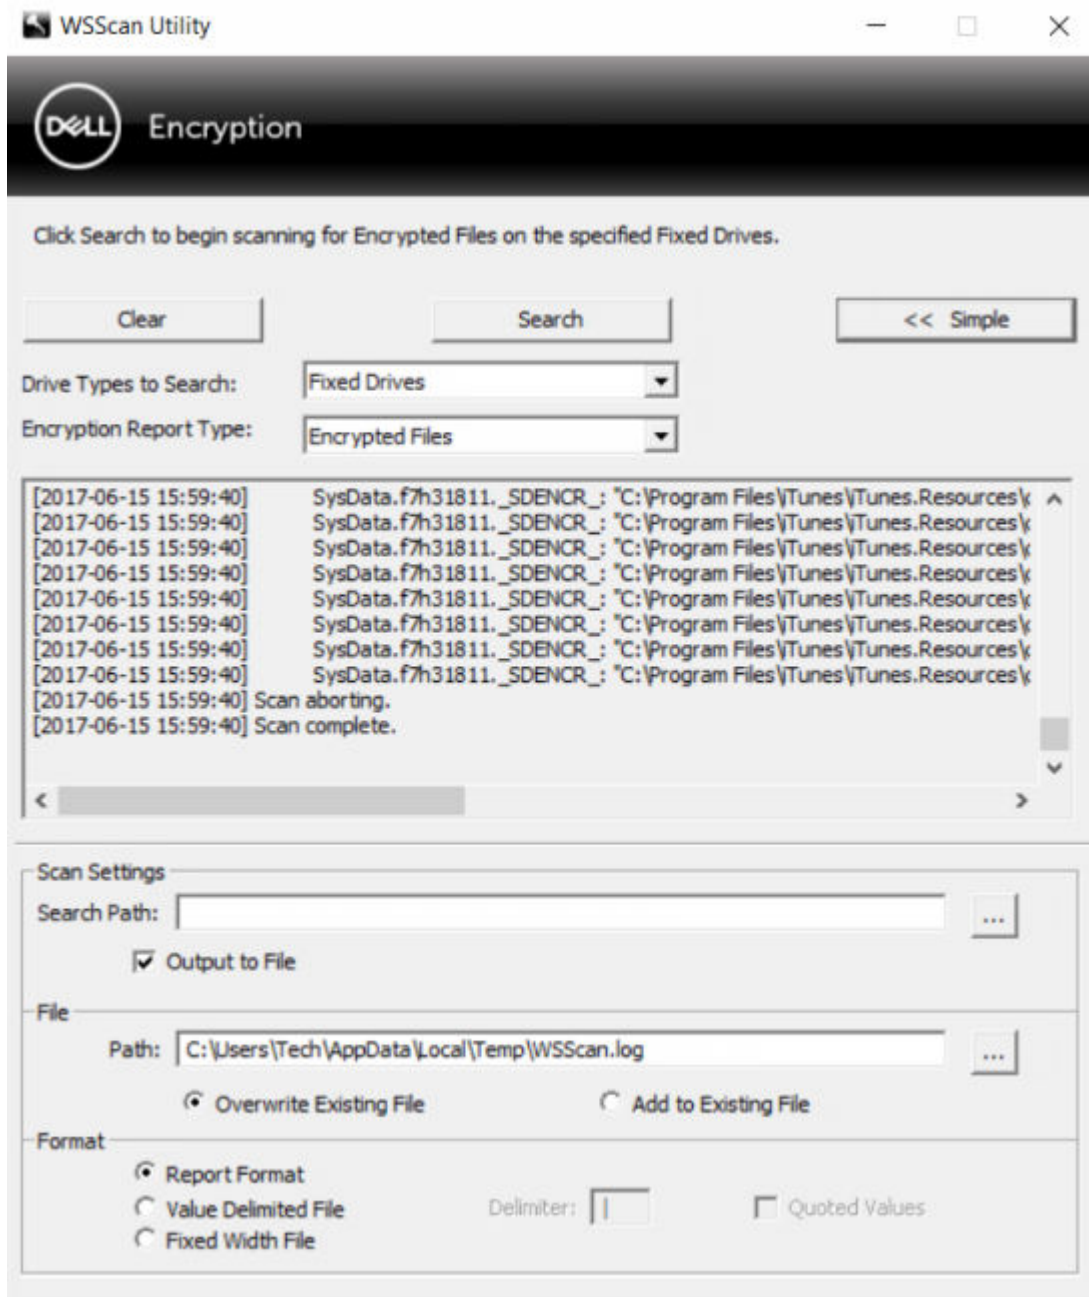 WSScan Utility
DELL Encryption
Click Search to begin scanning for Encrypted Files on the specified Fixed Drives.
Clear Search << Simple
Drive Types to Search: Fixed Drives
Encryption Report Type: Encrypted Files
[2017-06-15 15:59:40] SysData.f7h31811._SDENCR_: "C:\Program Files\iTunes\iTunes.Resources\
[2017-06-15 15:59:40] SysData.f7h31811._SDENCR_: "C:\Program Files\iTunes\iTunes.Resources\
[2017-06-15 15:59:40] SysData.f7h31811._SDENCR_: "C:\Program Files\iTunes\iTunes.Resources\
[2017-06-15 15:59:40] SysData.f7h31811._SDENCR_: "C:\Program Files\iTunes\iTunes.Resources\
[2017-06-15 15:59:40] SysData.f7h31811._SDENCR_: "C:\Program Files\iTunes\iTunes.Resources\
[2017-06-15 15:59:40] SysData.f7h31811._SDENCR_: "C:\Program Files\iTunes\iTunes.Resources\
[2017-06-15 15:59:40] SysData.f7h31811._SDENCR_: "C:\Program Files\iTunes\iTunes.Resources\
[2017-06-15 15:59:40] SysData.f7h31811._SDENCR_: "C:\Program Files\iTunes\iTunes.Resources\
[2017-06-15 15:59:40] Scan aborting.
[2017-06-15 15:59:40] Scan complete.
Scan Settings
Search Path: ...
Output to File
File
Path: C:\Users\Tech\AppData\Local\Temp\WSScan.log ...
Overwrite Existing File Add to Existing File
Format
Report Format
Value Delimited File Delimiter: | Quoted Values
Fixed Width File